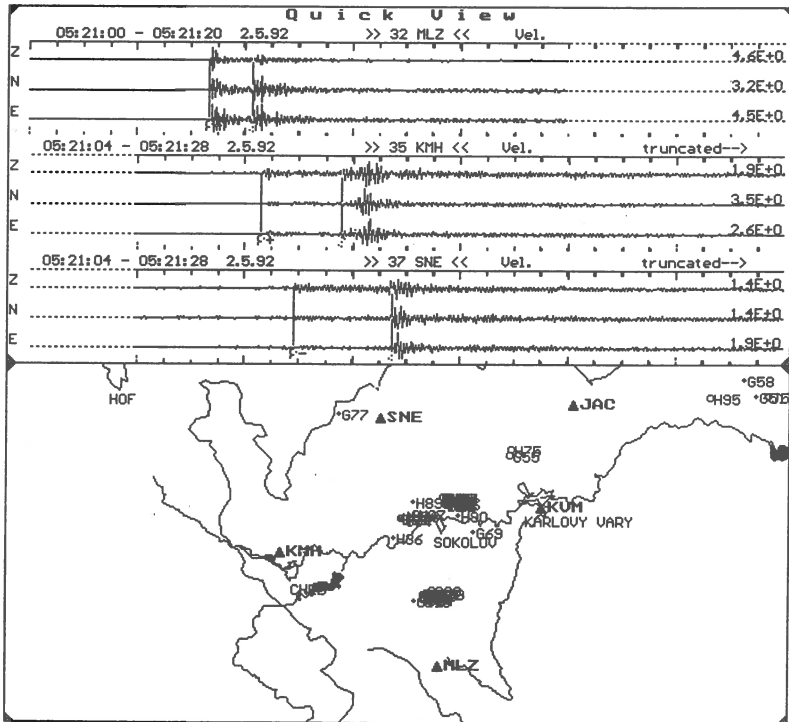 Quick View
05:21:00 - 05:21:20 2.5.92 >> 32 MLZ << Vel.
Z 4.6E+0
N 3.2E+0
E 4.5E+0
05:21:04 - 05:21:28 2.5.92 >> 35 KMH << Vel. truncated-->
Z 1.9E+0
N 3.5E+0
E 2.6E+0
05:21:04 - 05:21:28 2.5.92 >> 37 SNE << Vel. truncated-->
Z 1.4E+0
N 1.4E+0
E 1.9E+0
G58
HOF
H95
G77
SNE
JAC
G55
H89
H80
KVM
KARLOVY VARY
G69
SOKOLOV
H86
MLZ